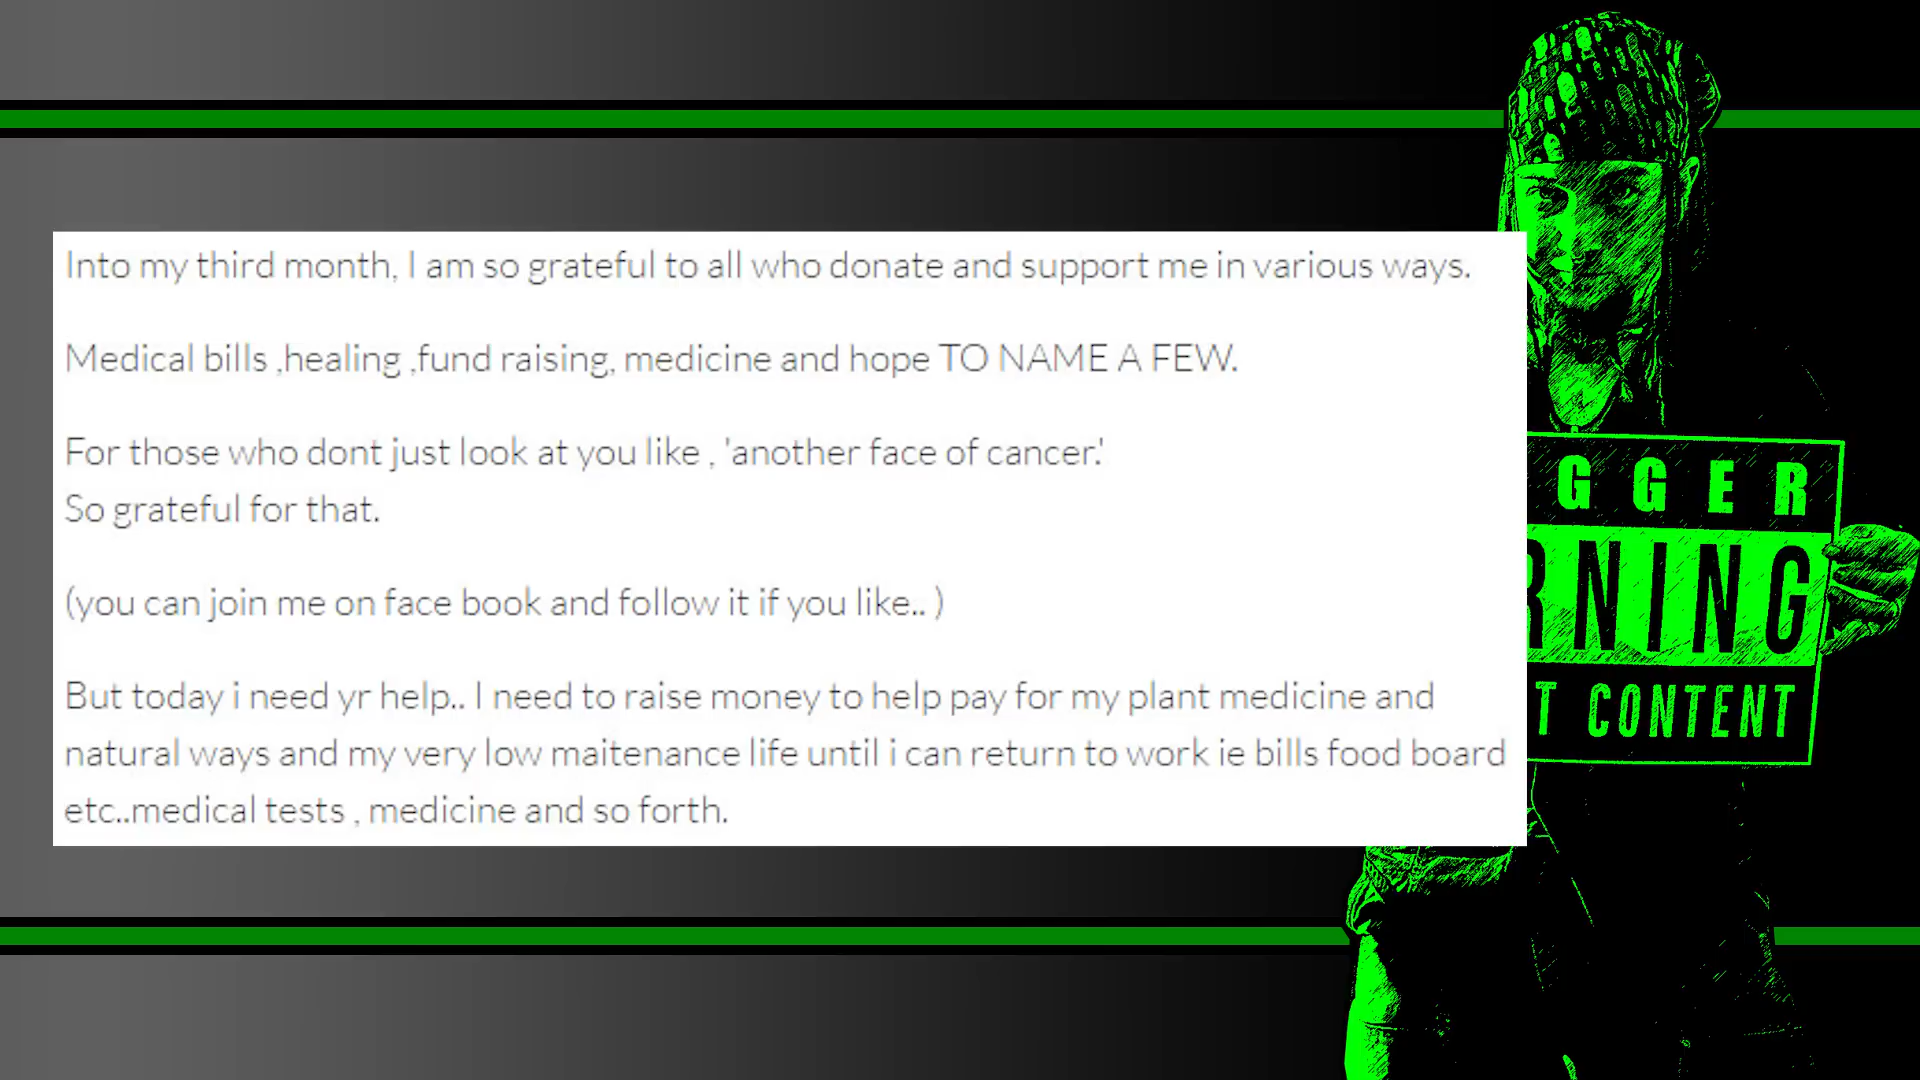 Into my third month, I am so grateful to all who donate and support me in various ways.
Medical bills ,healing ,fund raising, medicine and hope TO NAME A FEW.
For those who dont just look at you like , 'another face of cancer.'
So grateful for that.
(you can join me on face book and follow it if you like.. )
But today i need yr help.. I need to raise money to help pay for my plant medicine and
natural ways and my very low maitenance life until i can return to work ie bills food board
etc..medical tests , medicine and so forth.
GGER
RNING
T CONTENT